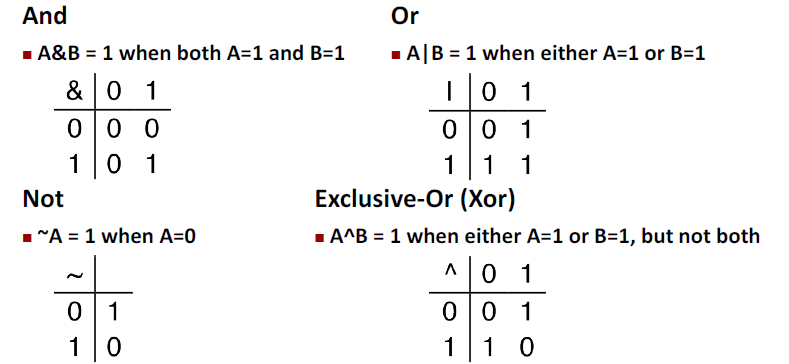 And
▪ A&B = 1 when both A=1 and B=1
& 0 1
0 0 0
1 0 1
Or
▪ A|B = 1 when either A=1 or B=1
| 0 1
0 0 1
1 1 1
Not
▪ ~A = 1 when A=0
~
0 1
1 0
Exclusive-Or (Xor)
▪ A^B = 1 when either A=1 or B=1, but not both
^ 0 1
0 0 1
1 1 0